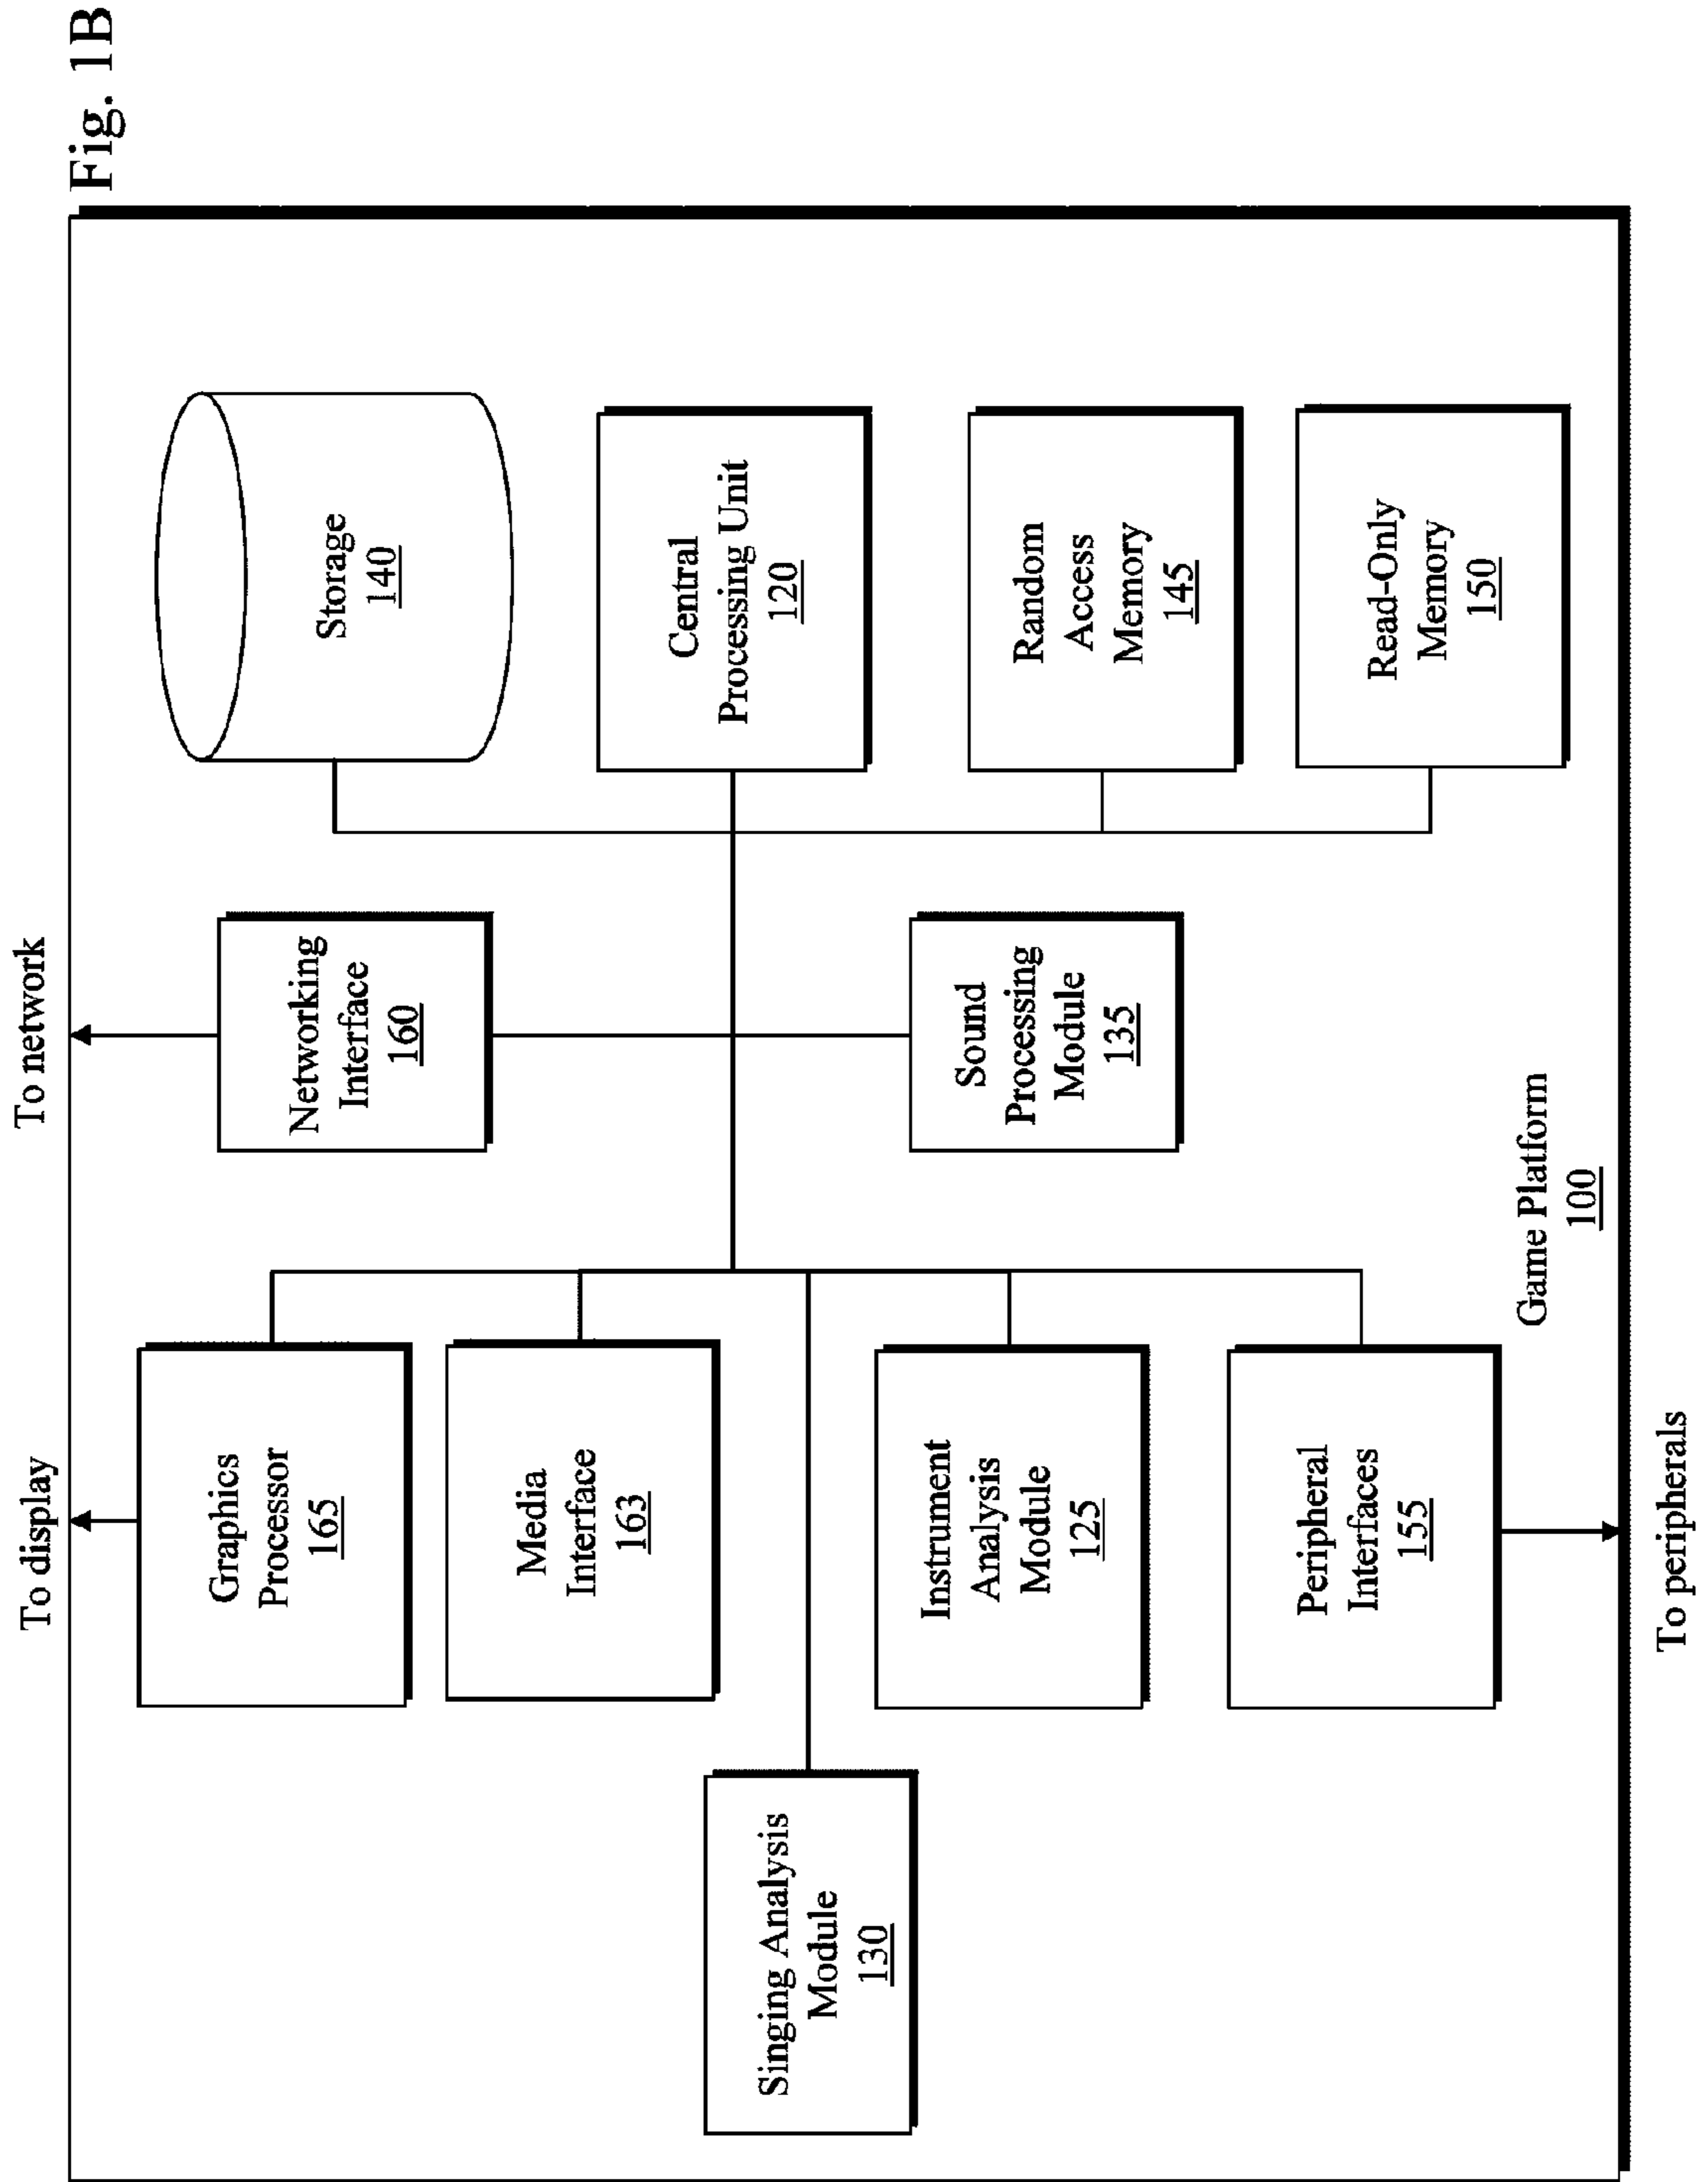 To display
To network
Fig. 1B
Graphics
Processor
165
Networking
Interface
160
Storage
140
Media
Interface
163
Central
Processing Unit
120
Singing Analysis
Module
130
Instrument
Analysis
Module
125
Sound
Processing
Module
135
Random
Access
Memory
145
Peripheral
Interfaces
155
Read-Only
Memory
150
Game Platform
100
To peripherals